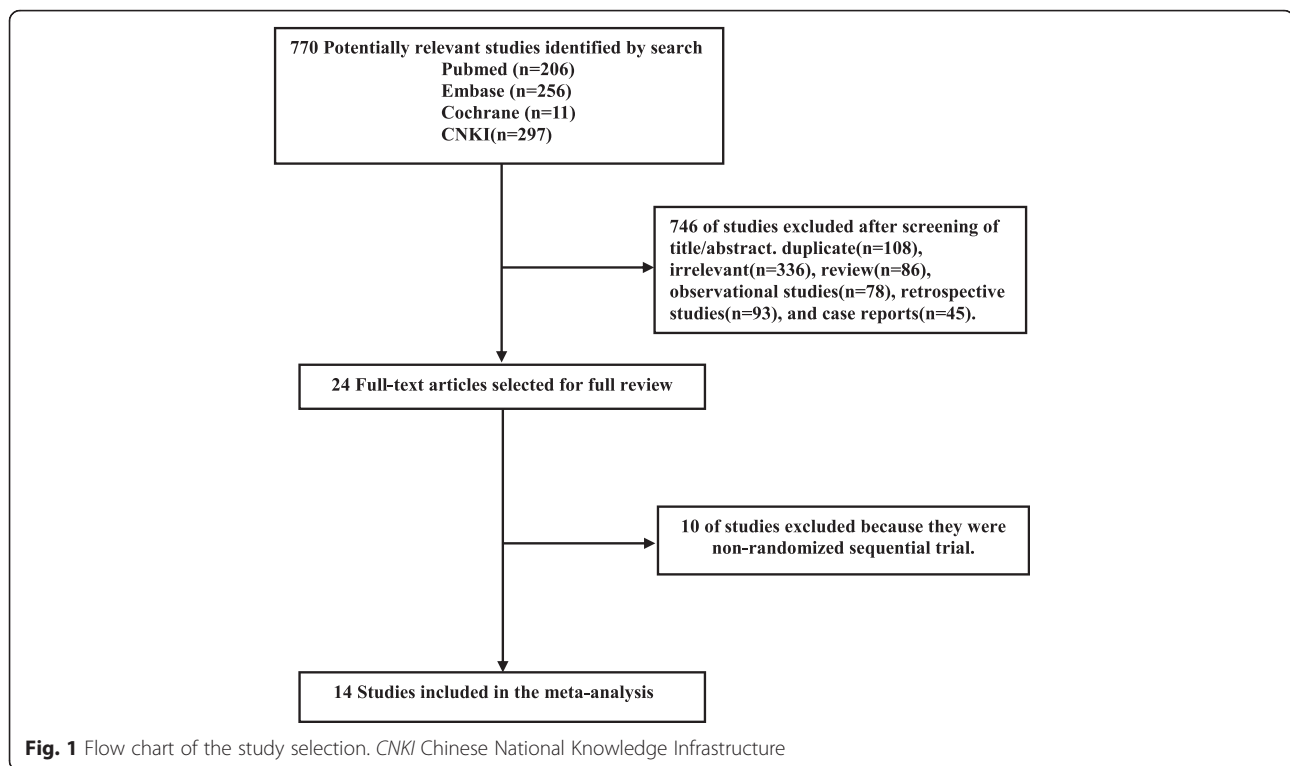 770 Potentially relevant studies identified by search
Pubmed (n=206)
Embase (n=256)
Cochrane (n=11)
CNKI(n=297)
746 of studies excluded after screening of
title/abstract. duplicate(n=108),
irrelevant(n=336), review(n=86),
observational studies(n=78), retrospective
studies(n=93), and case reports(n=45).
24 Full-text articles selected for full review
10 of studies excluded because they were
non-randomized sequential trial.
14 Studies included in the meta-analysis
Fig. 1 Flow chart of the study selection. CNKI Chinese National Knowledge Infrastructure